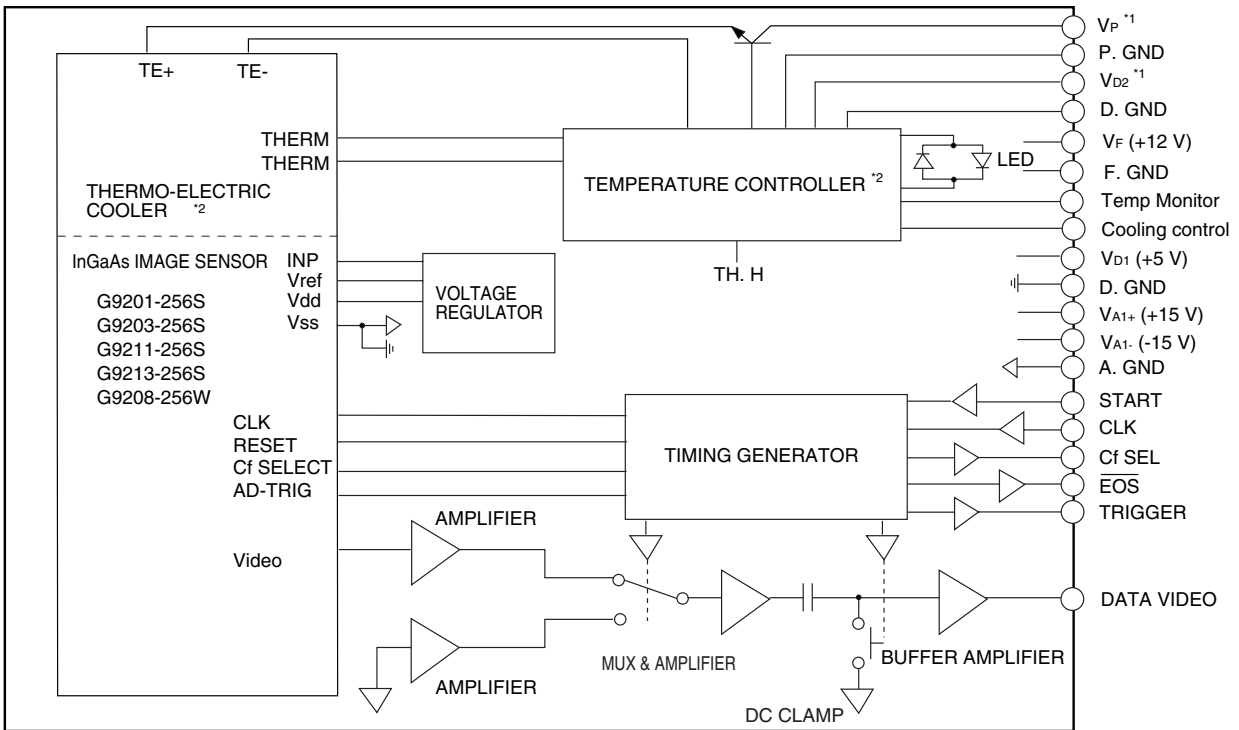 TE+
TE-
THERM
THERM
THERMO-ELECTRIC
COOLER *2
InGaAs IMAGE SENSOR
G9201-256S
G9203-256S
G9211-256S
G9213-256S
G9208-256W
INP
Vref
Vdd
Vss
CLK
RESET
Cf SELECT
AD-TRIG
Video
VOLTAGE
REGULATOR
TEMPERATURE CONTROLLER *2
TH. H
LED
TIMING GENERATOR
AMPLIFIER
AMPLIFIER
MUX & AMPLIFIER
BUFFER AMPLIFIER
DC CLAMP
VP *1
P. GND
VD2 *1
D. GND
VF (+12 V)
F. GND
Temp Monitor
Cooling control
VD1 (+5 V)
D. GND
VA1+ (+15 V)
VA1- (-15 V)
A. GND
START
CLK
Cf SEL
EOS
TRIGGER
DATA VIDEO